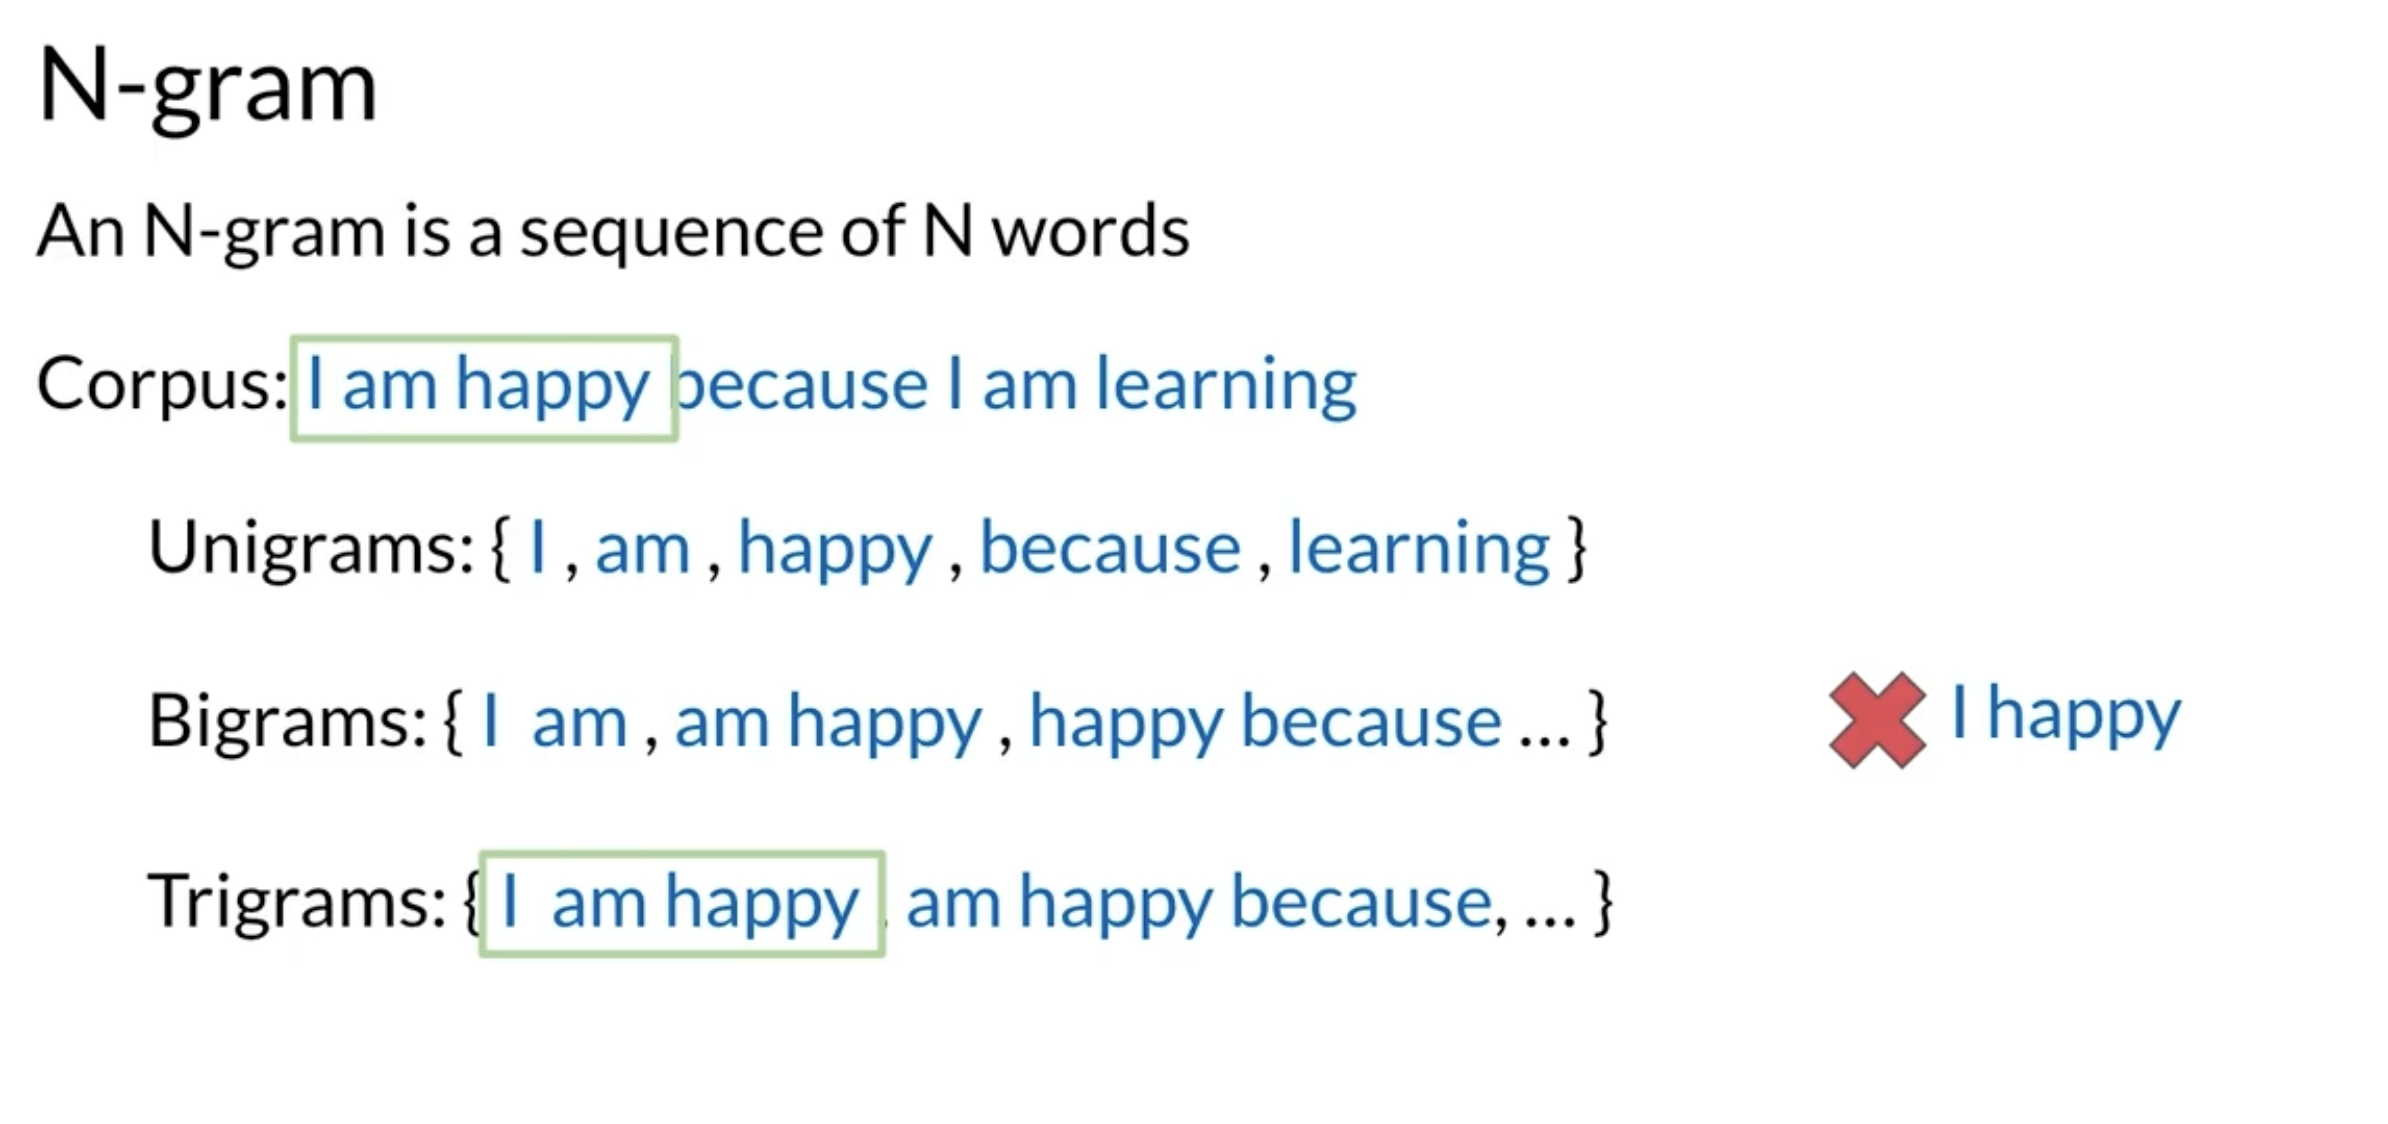 N-gram
An N-gram is a sequence of N words
Corpus: I am happy because I am learning
Unigrams: { I , am , happy , because , learning }
Bigrams: { I am , am happy , happy because ... }
I happy
Trigrams: { I am happy , am happy because, ... }